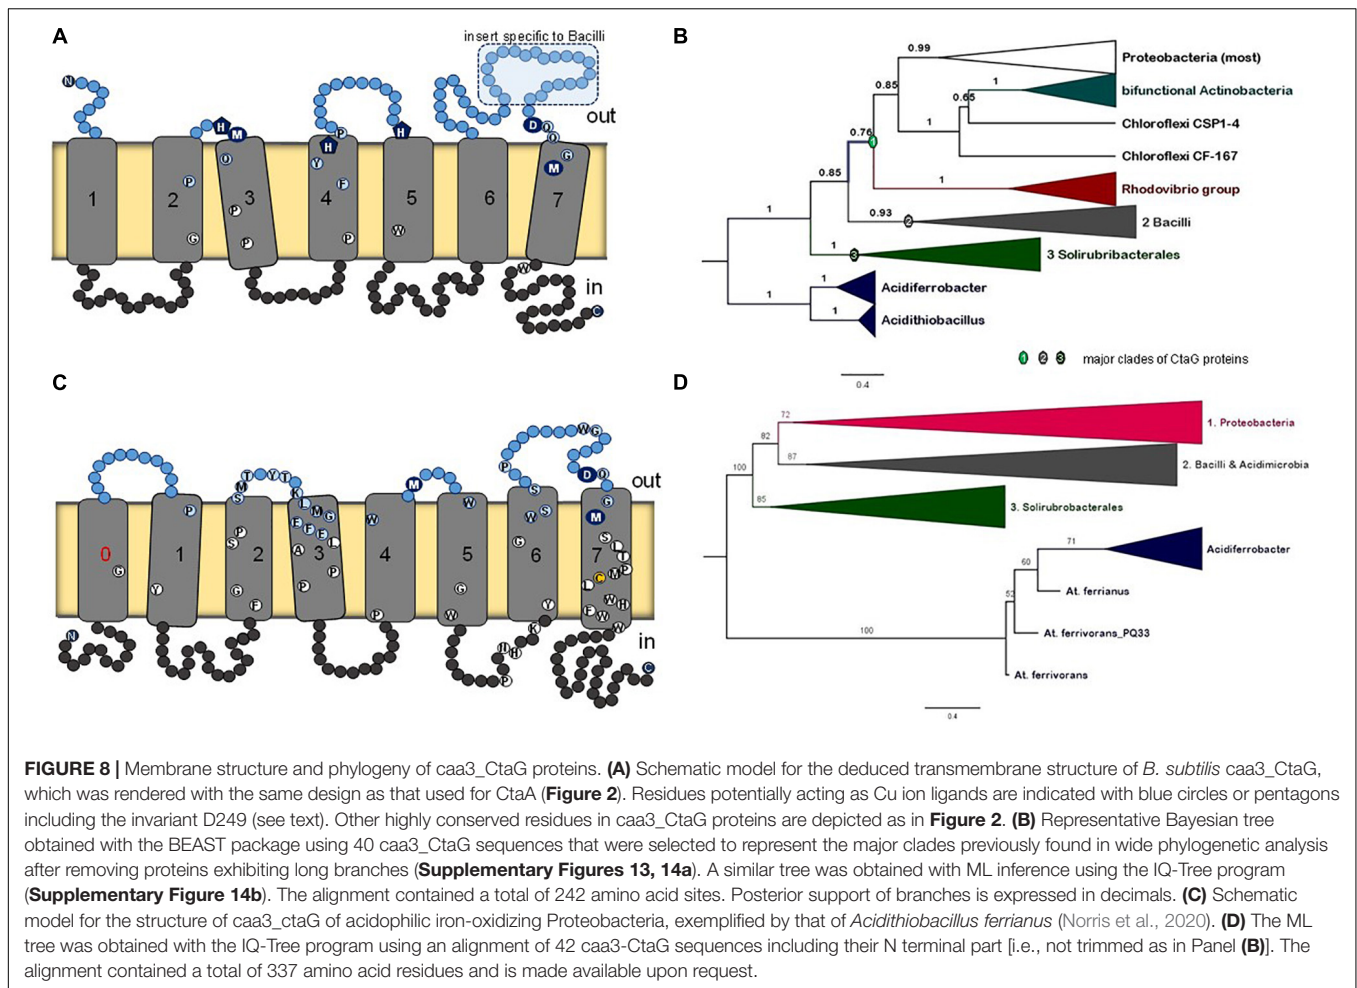 A
insert specific to Bacilli
out
in
N
H
M
Q
P
G
P
P
P
H
Y
F
P
H
W
D
Q
Q
G
M
W
C
1
2
3
4
5
6
7
B
0.99
Proteobacteria (most)
0.85
1
bifunctional Actinobacteria
0.65
1
Chloroflexi CSP1-4
0.76
1
Chloroflexi CF-167
1
Rhodovibrio group
0.85
0.93
2
2 Bacilli
1
1
3
3 Solirubribacterales
1
Acidiferrobacter
1
1
Acidithiobacillus
1 2 3 major clades of CtaG proteins
0.4
C
out
in
0
1
2
3
4
5
6
7
D
72
1. Proteobacteria
82
87
2. Bacilli & Acidimicrobia
100
85
3. Solirubrobacterales
71
Acidiferrobacter
60
At. ferrianus
52
At. ferrivorans_PQ33
100
At. ferrivorans
0.4
FIGURE 8 | Membrane structure and phylogeny of caa3_CtaG proteins. (A) Schematic model for the deduced transmembrane structure of B. subtilis caa3_CtaG,
which was rendered with the same design as that used for CtaA (Figure 2). Residues potentially acting as Cu ion ligands are indicated with blue circles or pentagons
including the invariant D249 (see text). Other highly conserved residues in caa3_CtaG proteins are depicted as in Figure 2. (B) Representative Bayesian tree
obtained with the BEAST package using 40 caa3_CtaG sequences that were selected to represent the major clades previously found in wide phylogenetic analysis
after removing proteins exhibiting long branches (Supplementary Figures 13, 14a). A similar tree was obtained with ML inference using the IQ-Tree program
(Supplementary Figure 14b). The alignment contained a total of 242 amino acid sites. Posterior support of branches is expressed in decimals. (C) Schematic
model for the structure of caa3_ctaG of acidophilic iron-oxidizing Proteobacteria, exemplified by that of Acidithiobacillus ferrianus (Norris et al., 2020). (D) The ML
tree was obtained with the IQ-Tree program using an alignment of 42 caa3-CtaG sequences including their N terminal part [i.e., not trimmed as in Panel (B)]. The
alignment contained a total of 337 amino acid residues and is made available upon request.